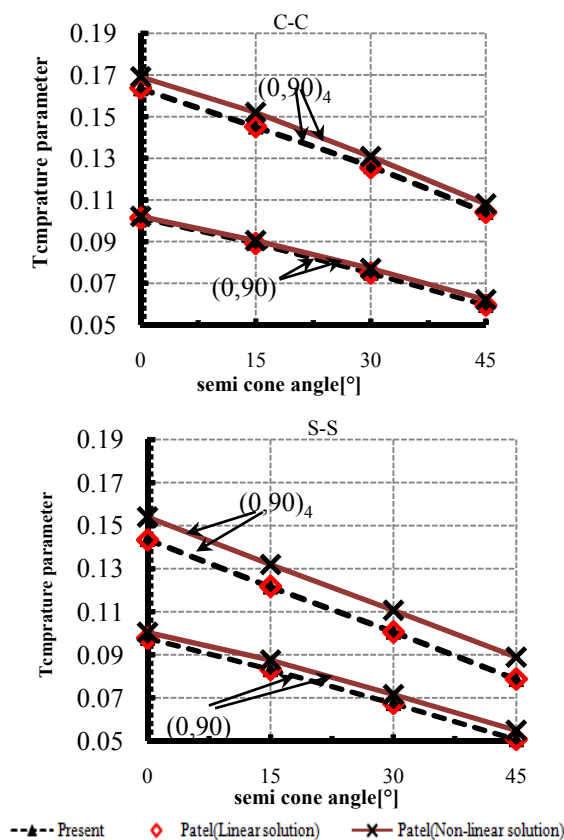 C-C
0.19
0.17
0.15
0.13
0.11
0.09
0.07
0.05
Tcmprature parameter
(0,90)4
(0,90)
0 15 30 45
semi cone angle[°]
S-S
0.19
0.17
0.15
0.13
0.11
0.09
0.07
0.05
Tcmprature parameter
(0,90)4
(0,90)
0 15 30 45
semi cone angle[°]
Present Patel(Linear solution) Patel(Non-linear solution)